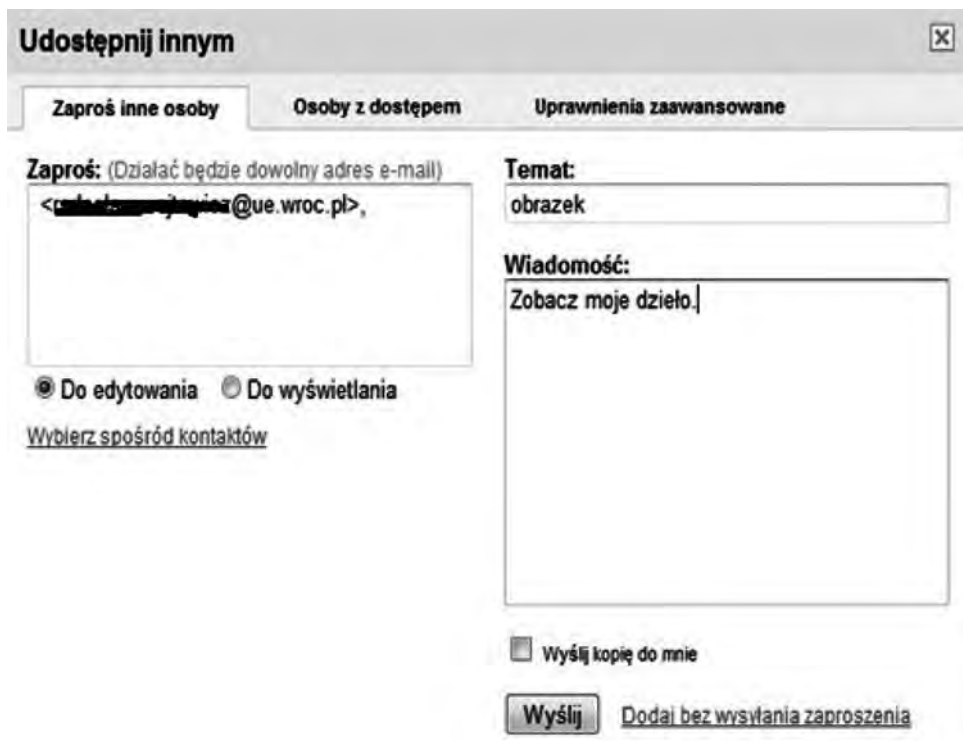 Udostępnij innym
Zaproś inne osoby
Osoby z dostępem
Uprawnienia zaawansowane
Zaproś: (Działać będzie dowolny adres e-mail)
@ue.wroc.pl>,
Do edytowania
Do wyświetlania
Wybierz spośród kontaktów
Temat:
obrazek
Wiadomość:
Zobacz moje dzieło.
Wyślij kopię do mnie
Wyślij
Dodaj bez wysyłania zaproszenia